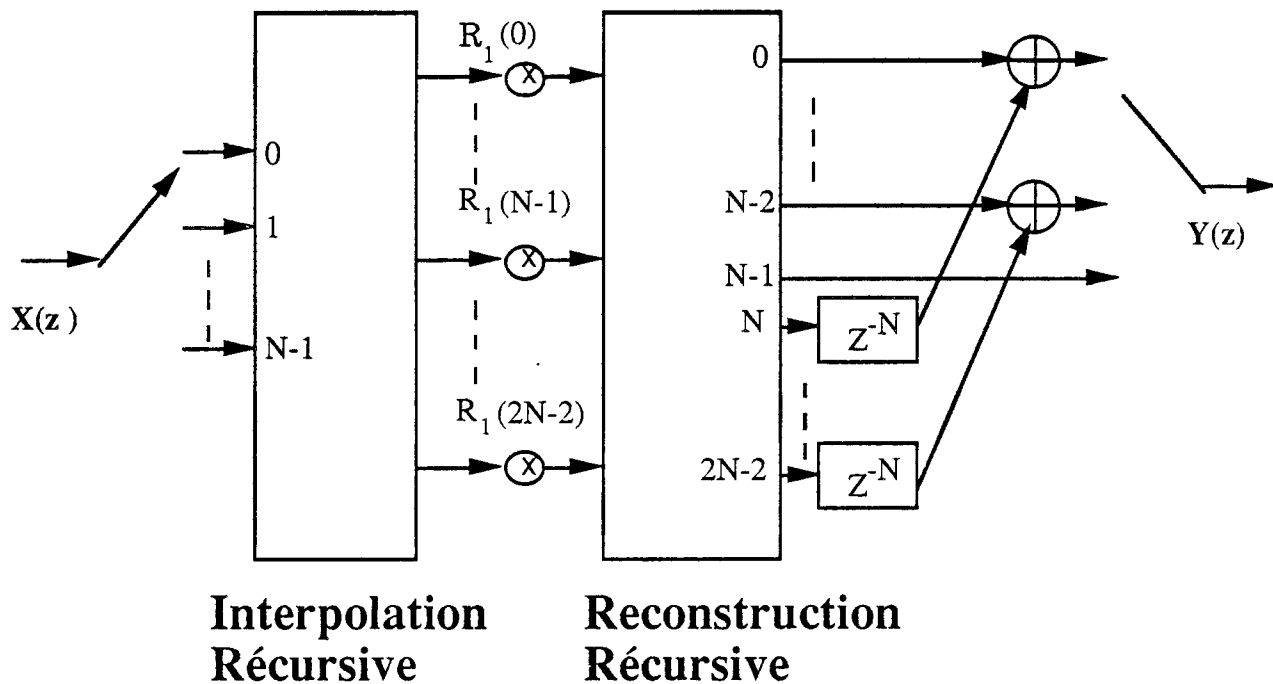 R₁(0)
X
0
0
N-2
R₁(N-1)
1
X
N-1
Y(z)
X(z)
N
Z⁻ᴺ
N-1
R₁(2N-2)
X
2N-2
Z⁻ᴺ
Interpolation
Récursive
Reconstruction
Récursive